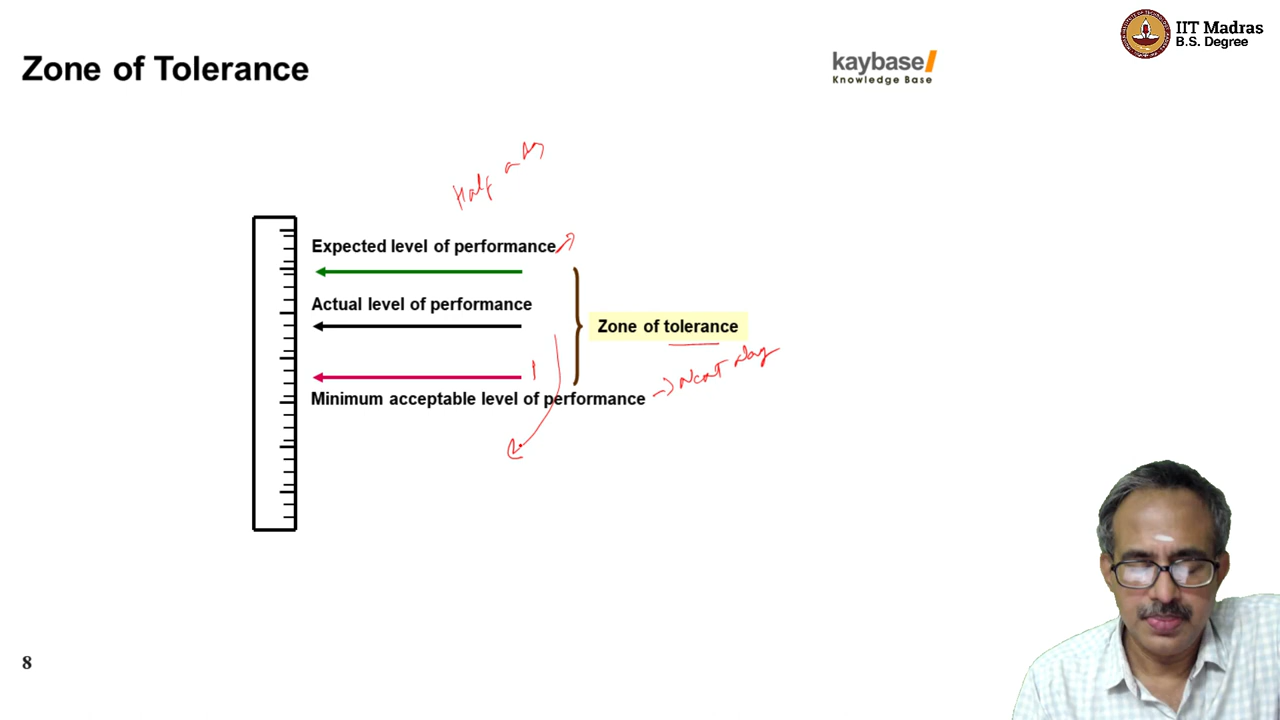 IIT Madras
B.S. Degree
Zone of Tolerance
kaybase/
Knowledge Base
Half a day
Expected level of performance
Actual level of performance
Zone of tolerance
Next day
Minimum acceptable level of performance
8